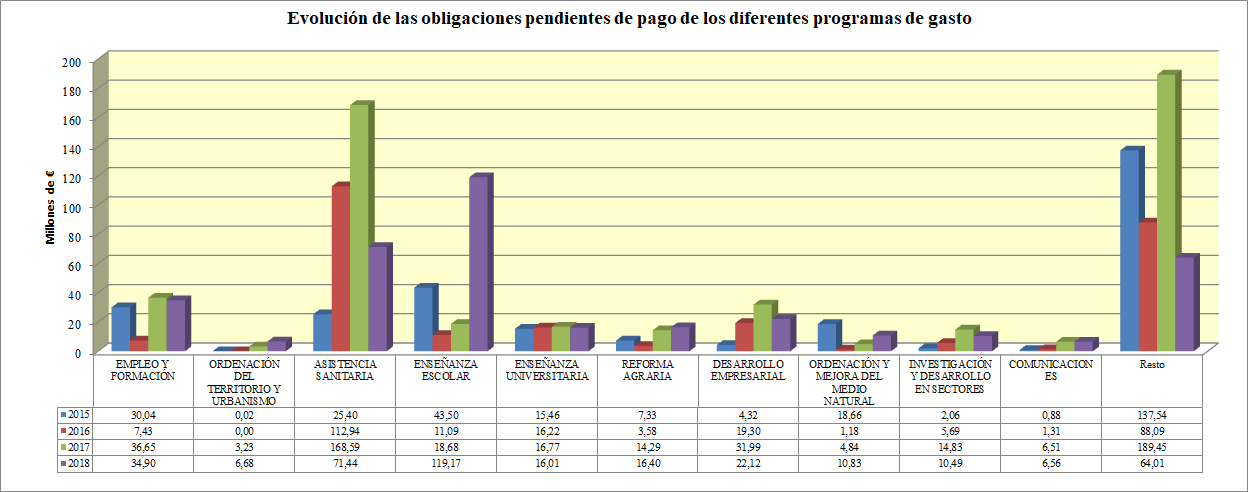 Evolución de las obligaciones pendientes de pago de los diferentes programas de gasto
Millones de €
200
180
160
140
120
100
80
60
40
20
0
EMPLEO Y
FORMACIÓN
ORDENACIÓN
DEL
TERRITORIO Y
URBANISMO
ASISTENCIA
SANITARIA
ENSEÑANZA
ESCOLAR
ENSEÑANZA
UNIVERSITARIA
REFORMA
AGRARIA
DESARROLLO
EMPRESARIAL
ORDENACIÓN Y
MEJORA DEL
MEDIO
NATURAL
INVESTIGACIÓN
Y DESARROLLO
EN SECTORES
COMUNICACION
ES
Resto
2015 30,04 0,02 25,40 43,50 15,46 7,33 4,32 18,66 2,06 0,88 137,54
2016 7,43 0,00 112,94 11,09 16,22 3,58 19,30 1,18 5,69 1,31 88,09
2017 36,65 3,23 168,59 18,68 16,77 14,29 31,99 4,84 14,83 6,51 189,45
2018 34,90 6,68 71,44 119,17 16,01 16,40 22,12 10,83 10,49 6,56 64,01